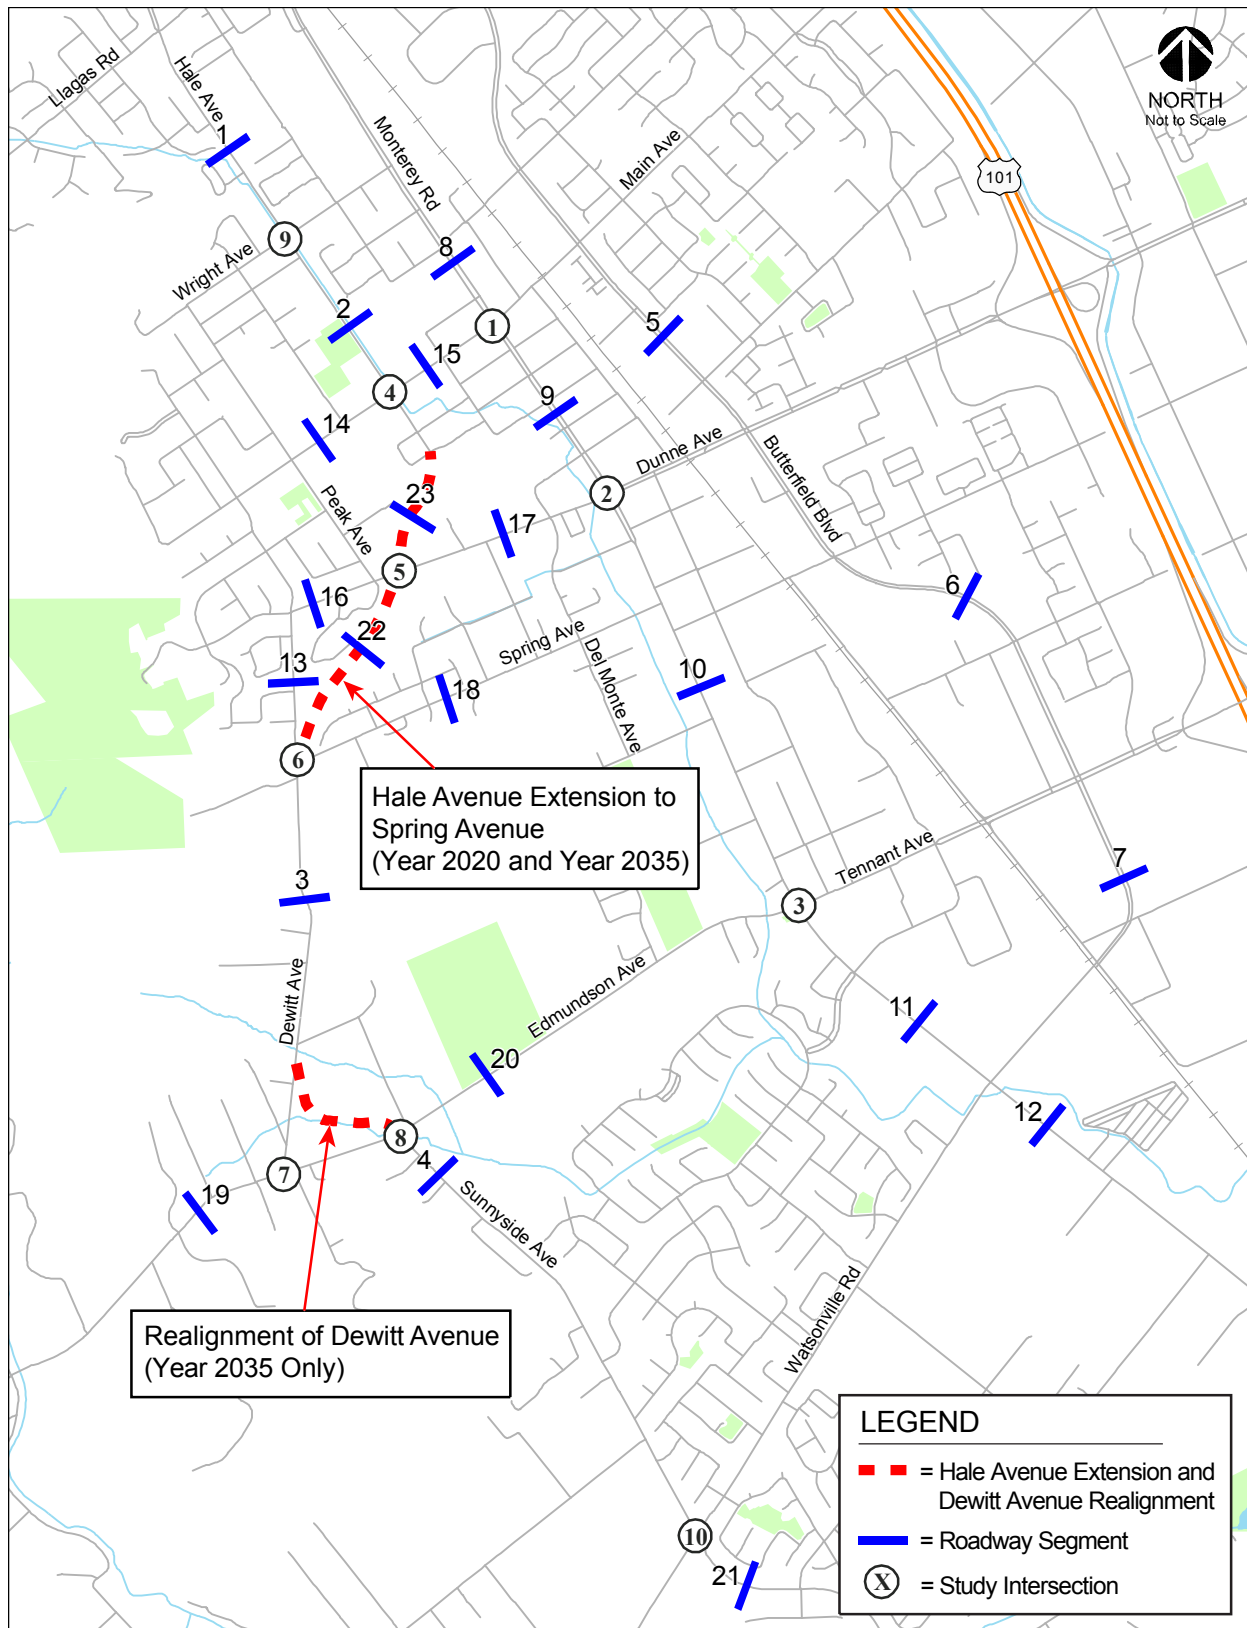 Llagas Rd
Hale Ave
1
Monterey Rd
Main Ave
NORTH
Not to Scale
101
9
Wright Ave
8
2
1
5
15
4
9
14
Dunne Ave
Butterfield Blvd
Peak Ave
23
2
17
5
16
6
22
Spring Ave
Del Monte Ave
13
18
10
6
Hale Avenue Extension to
Spring Avenue
(Year 2020 and Year 2035)
Tennant Ave
7
3
3
Dewitt Ave
Edmundson Ave
11
20
12
8
7
4
19
Sunnyside Ave
Watsonville Rd
Realignment of Dewitt Avenue
(Year 2035 Only)
10
21
LEGEND
= Hale Avenue Extension and
Dewitt Avenue Realignment
= Roadway Segment
X = Study Intersection